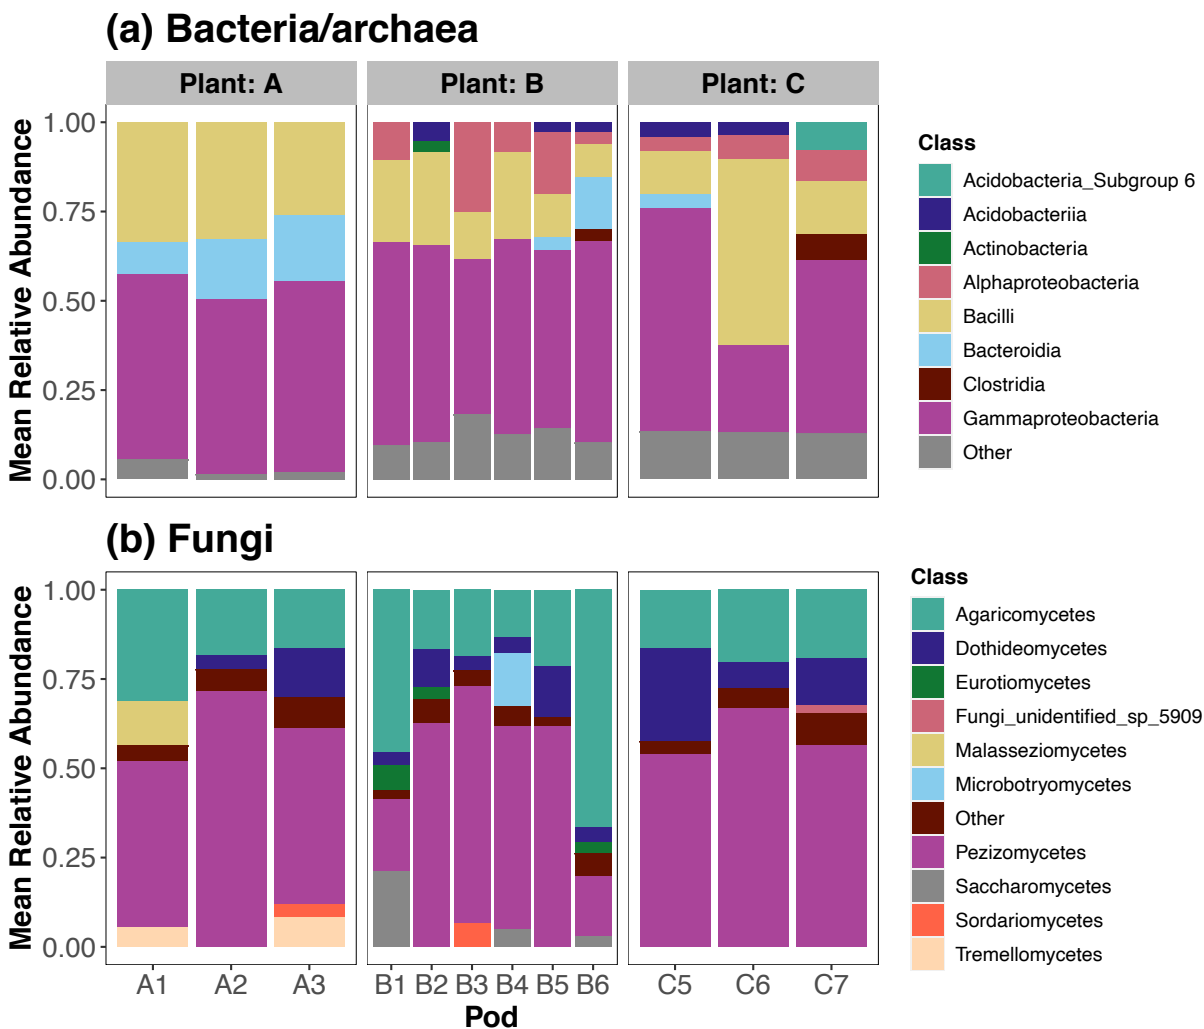 (a) Bacteria/archaea
Plant: A
Plant: B
Plant: C
Mean Relative Abundance
1.00
0.75
0.50
0.25
0.00
Class
Acidobacteria_Subgroup 6
Acidobacteriia
Actinobacteria
Alphaproteobacteria
Bacilli
Bacteroidia
Clostridia
Gammaproteobacteria
Other
(b) Fungi
Mean Relative Abundance
1.00
0.75
0.50
0.25
0.00
A1
A2
A3
B1
B2
B3
B4
B5
B6
C5
C6
C7
Pod
Class
Agaricomycetes
Dothideomycetes
Eurotiomycetes
Fungi_unidentified_sp_5909
Malasseziomycetes
Microbotryomycetes
Other
Pezizomycetes
Saccharomycetes
Sordariomycetes
Tremellomycetes